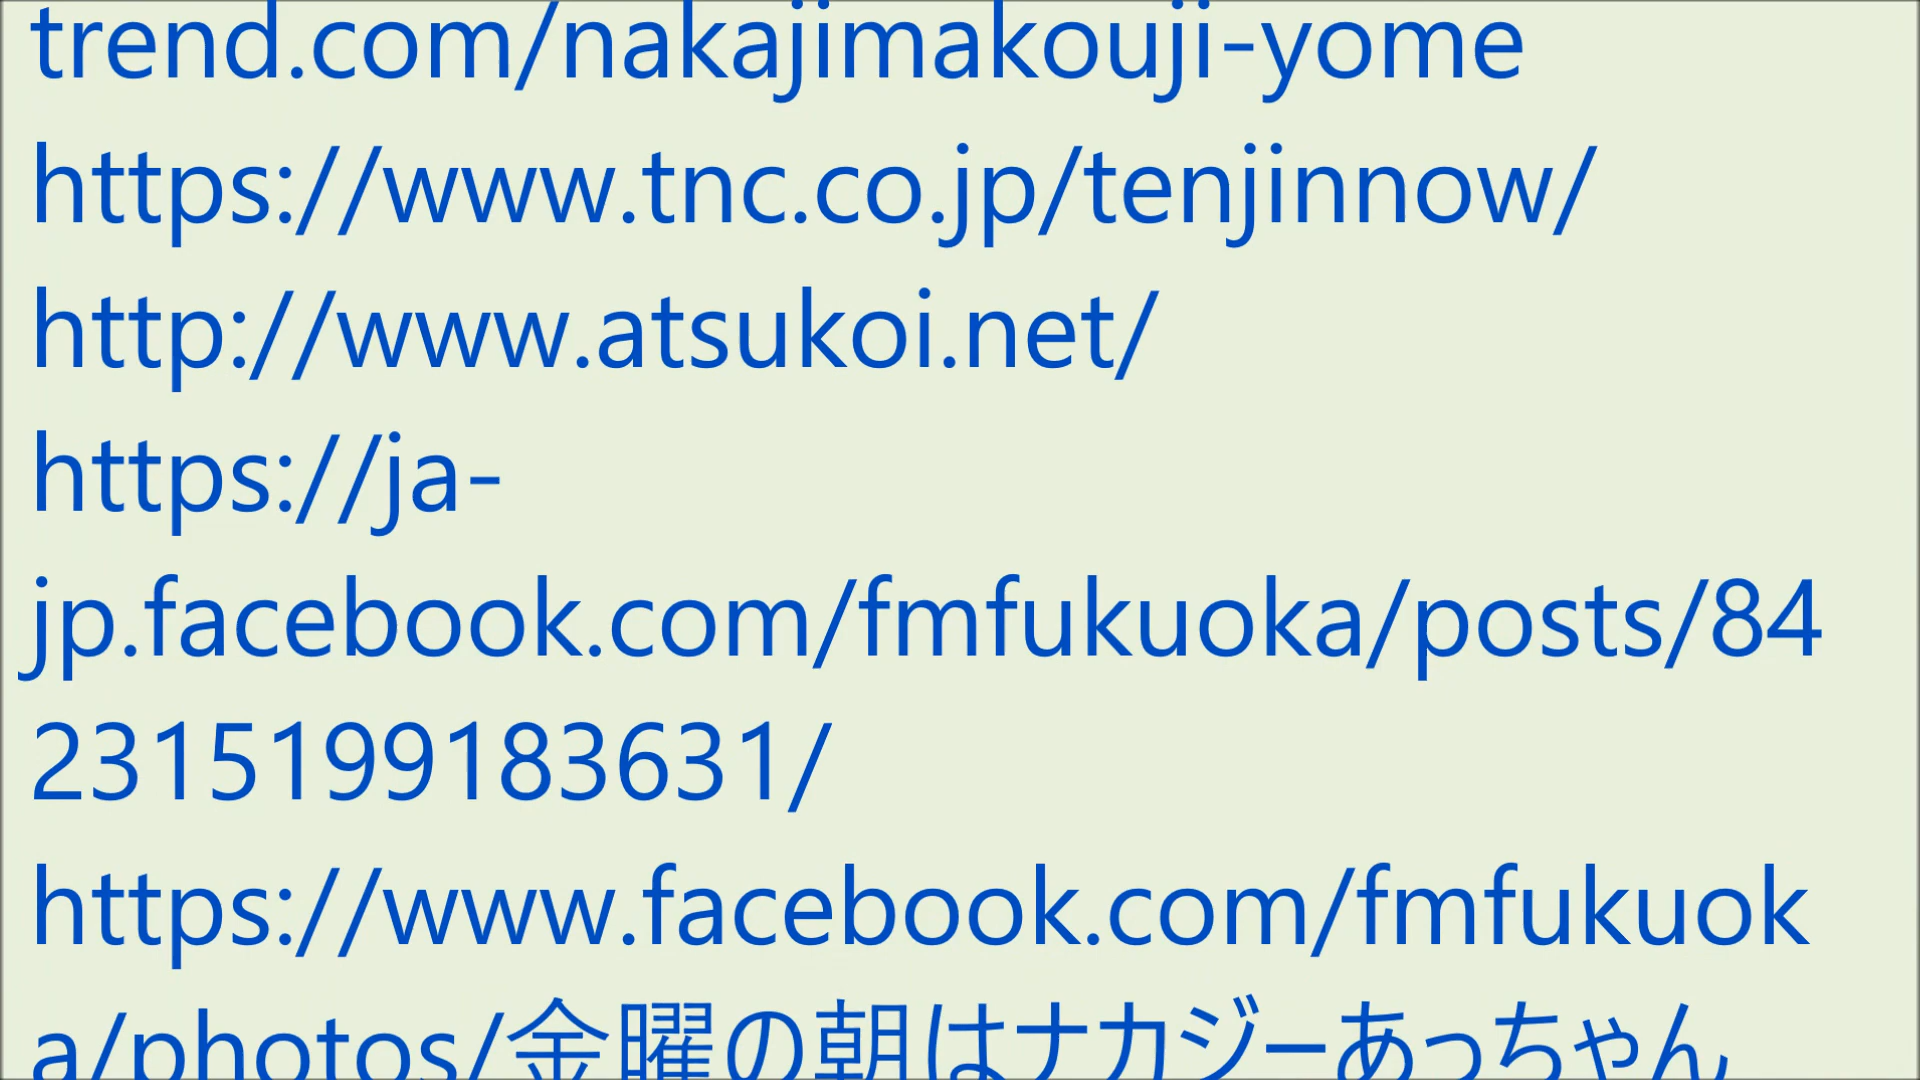 trend.com/nakajimakouji-yome
https://www.tnc.co.jp/tenjinnow/
http://www.atsukoi.net/
https://ja-
jp.facebook.com/fmfukuoka/posts/84
2315199183631/
https://www.facebook.com/fmfukuok
a/photos/金曜の朝はナカジーあっちゃん